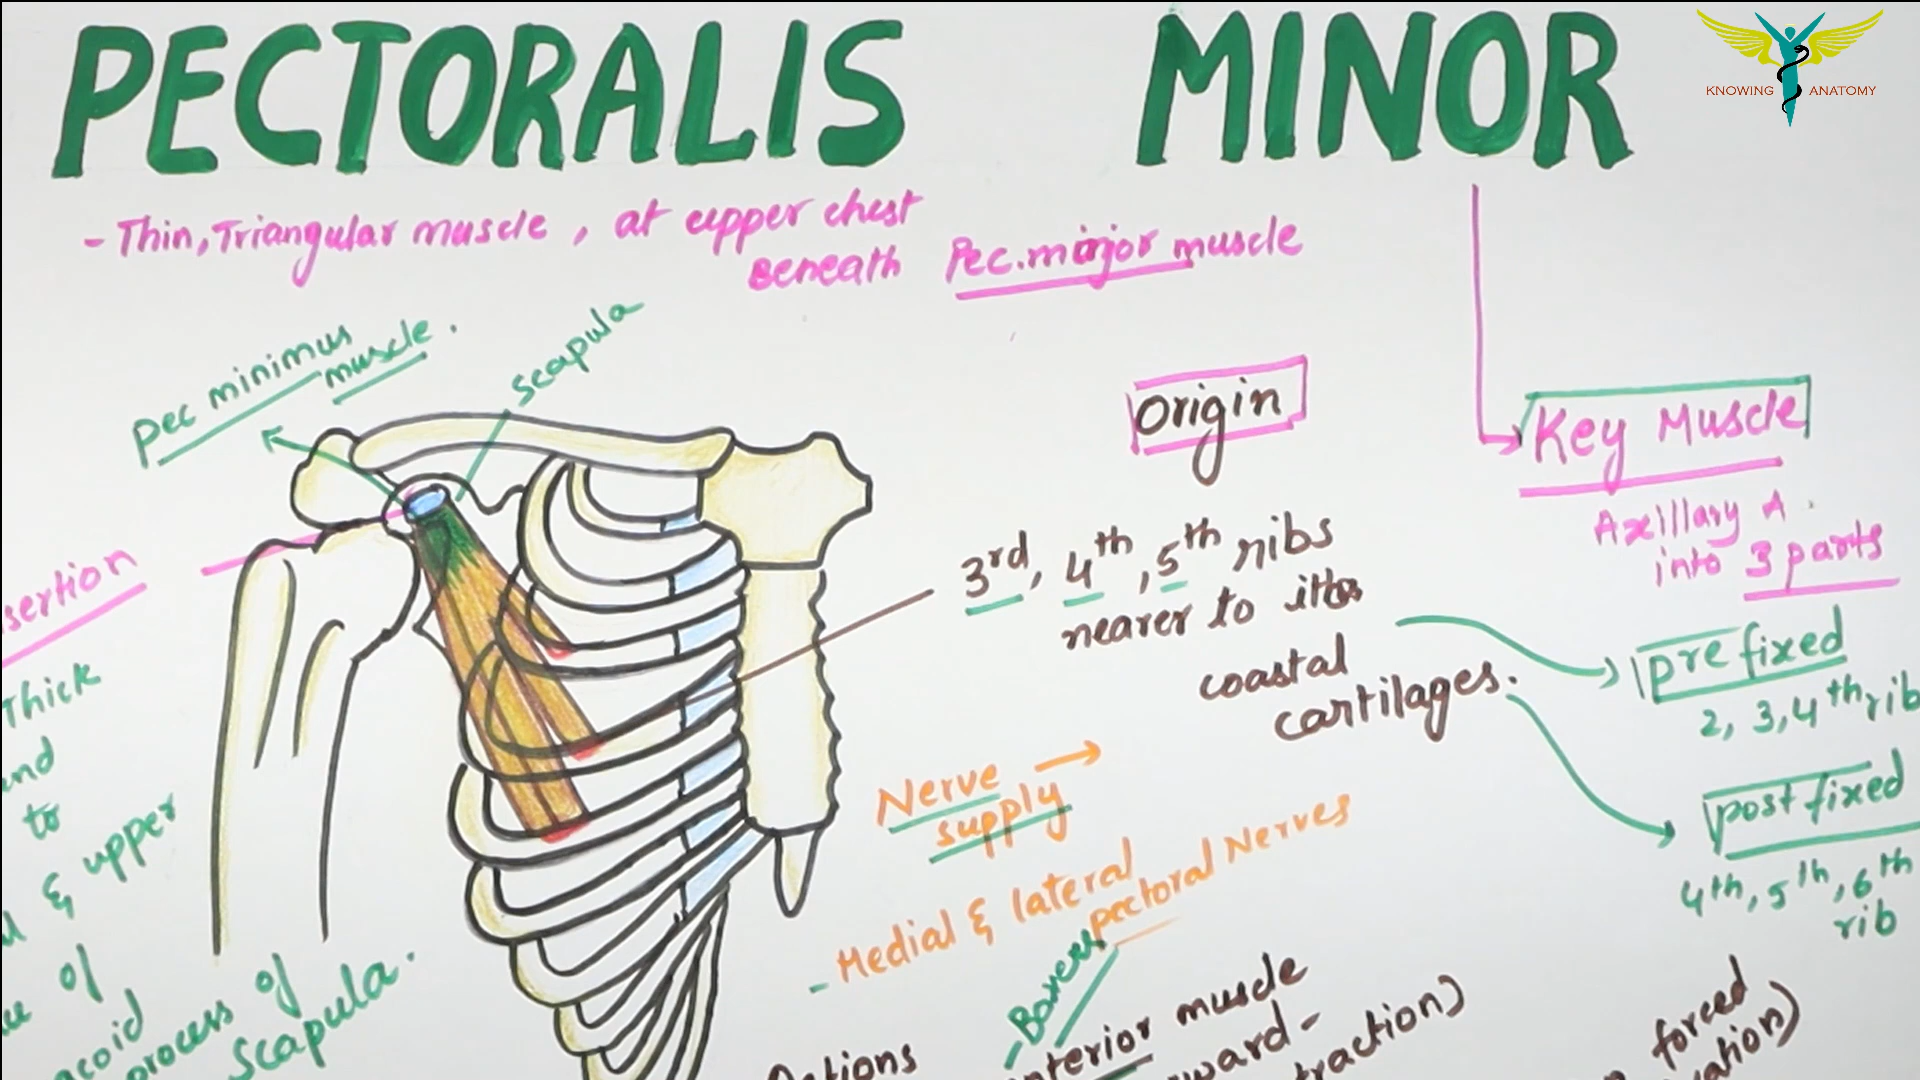 PECTORALIS MINOR
KNOWING ANATOMY
- Thin, Triangular muscle, at upper chest
Beneath Pec. major muscle
Pec minimus
muscle.
scapula
sertion
Thick
and
to
& upper
of
acoid
process of
Scapula.
Origin
3rd, 4th, 5th ribs
nearer to its
coastal
cartilages.
Key Muscle
Axillary A.
into 3 parts
pre fixed
2, 3, 4th rib
post fixed
4th, 5th, 6th
rib
Nerve
supply
- Medial & lateral
pectoral Nerves
nterior muscle
ward-
traction)
forced
ation)